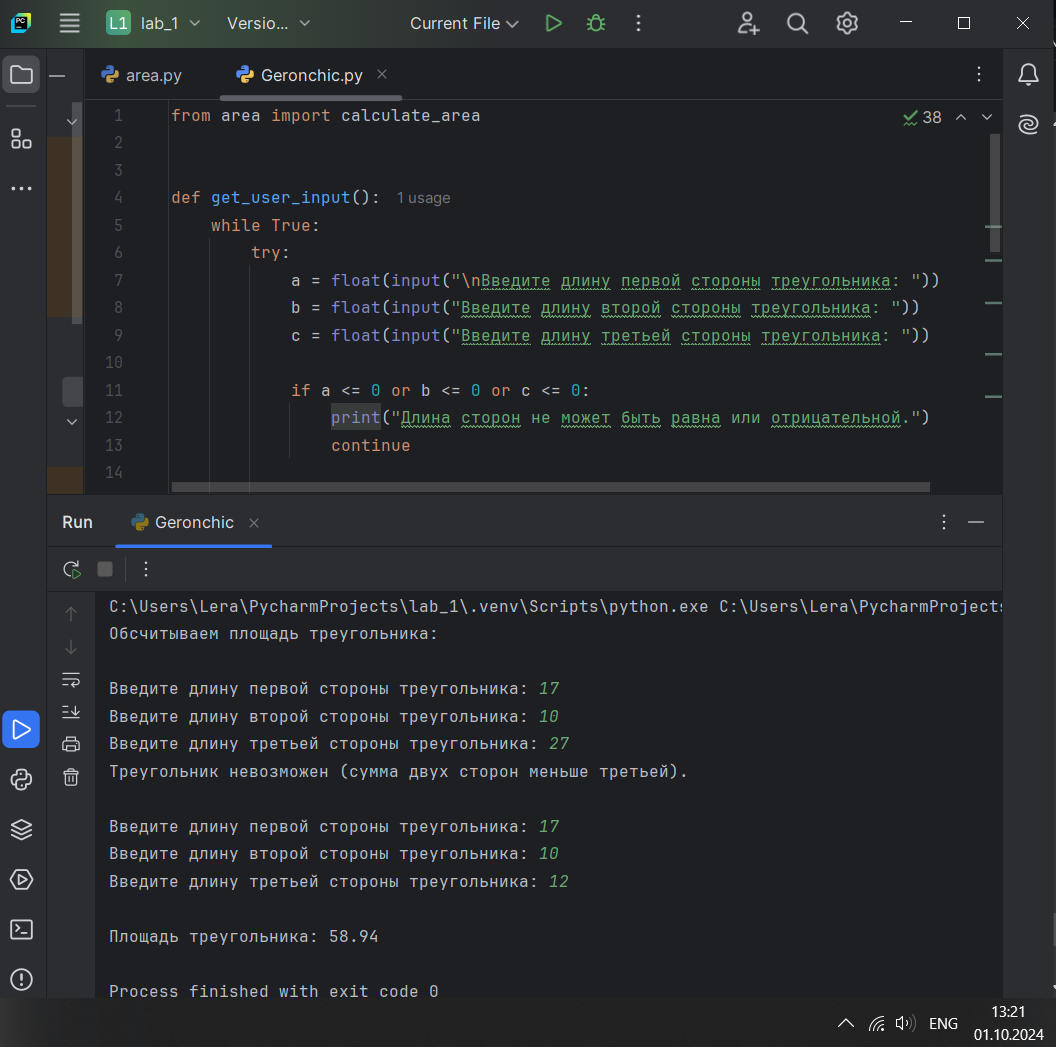 PC L1 lab_1 Versio... Current File
area.py Geronchic.py
1 from area import calculate_area 38
2
3
4 def get_user_input(): 1 usage
5 while True:
6 try:
7 a = float(input("\nВведите длину первой стороны треугольника: "))
8 b = float(input("Введите длину второй стороны треугольника: "))
9 c = float(input("Введите длину третьей стороны треугольника: "))
10
11 if a <= 0 or b <= 0 or c <= 0:
12 print("Длина сторон не может быть равна или отрицательной.")
13 continue
14
Run Geronchic
C:\Users\Lera\PycharmProjects\lab_1\.venv\Scripts\python.exe C:\Users\Lera\PycharmProjects
Обсчитываем площадь треугольника:
Введите длину первой стороны треугольника: 17
Введите длину второй стороны треугольника: 10
Введите длину третьей стороны треугольника: 27
Треугольник невозможен (сумма двух сторон меньше третьей).
Введите длину первой стороны треугольника: 17
Введите длину второй стороны треугольника: 10
Введите длину третьей стороны треугольника: 12
Площадь треугольника: 58.94
Process finished with exit code 0
ENG 13:21
01.10.2024